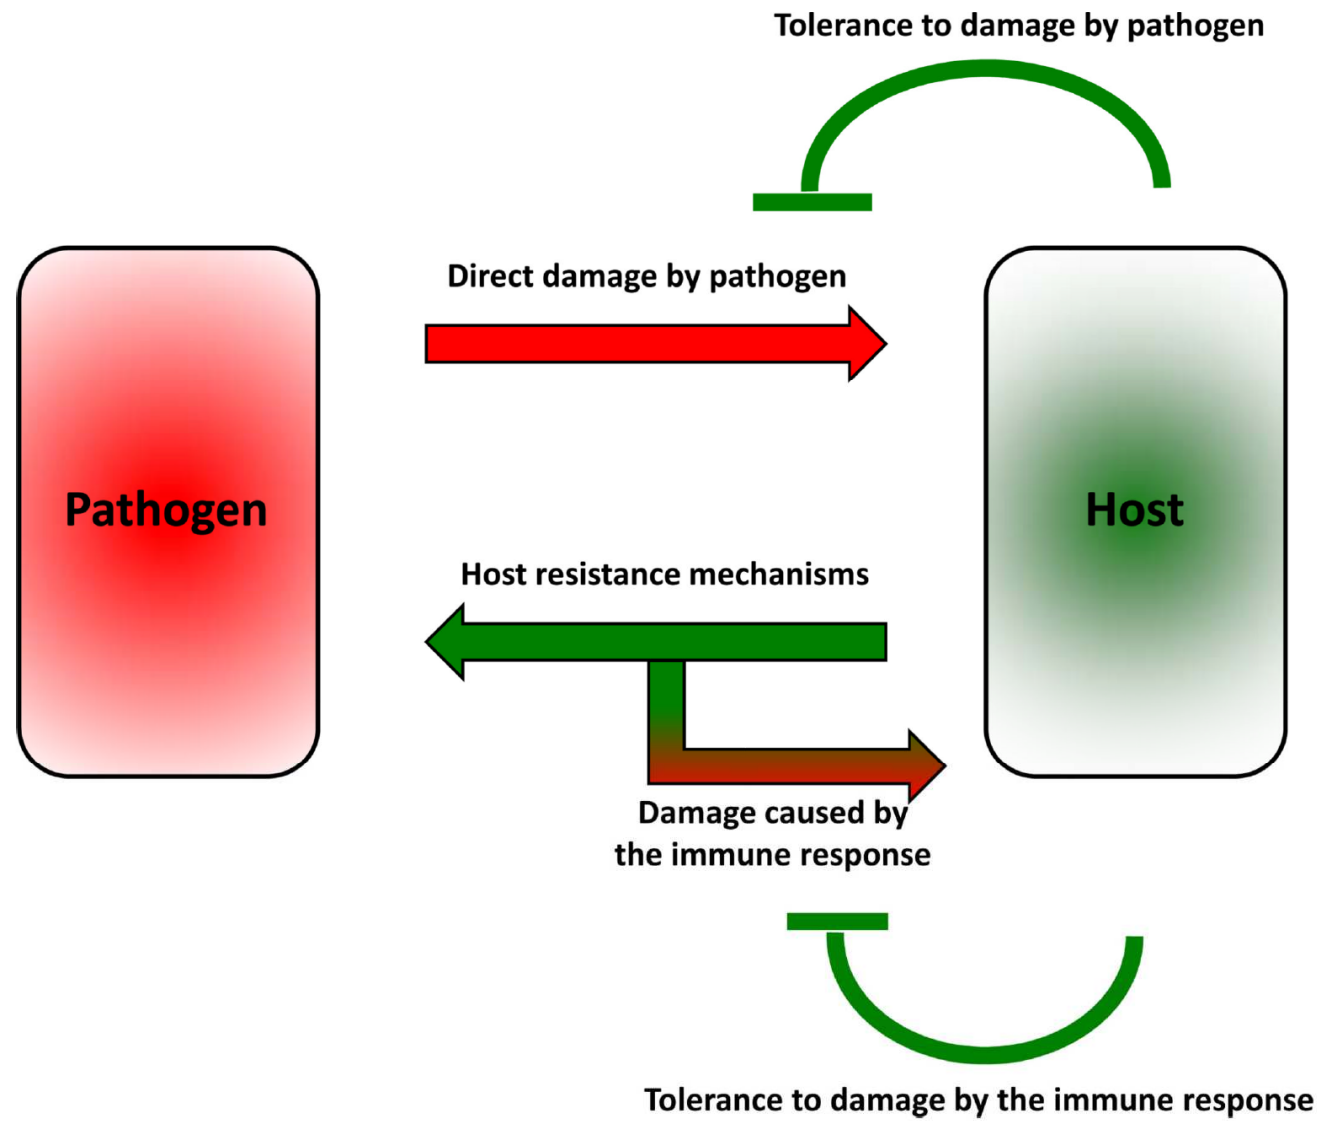 Tolerance to damage by pathogen
Direct damage by pathogen
Pathogen
Host
Host resistance mechanisms
Damage caused by
the immune response
Tolerance to damage by the immune response